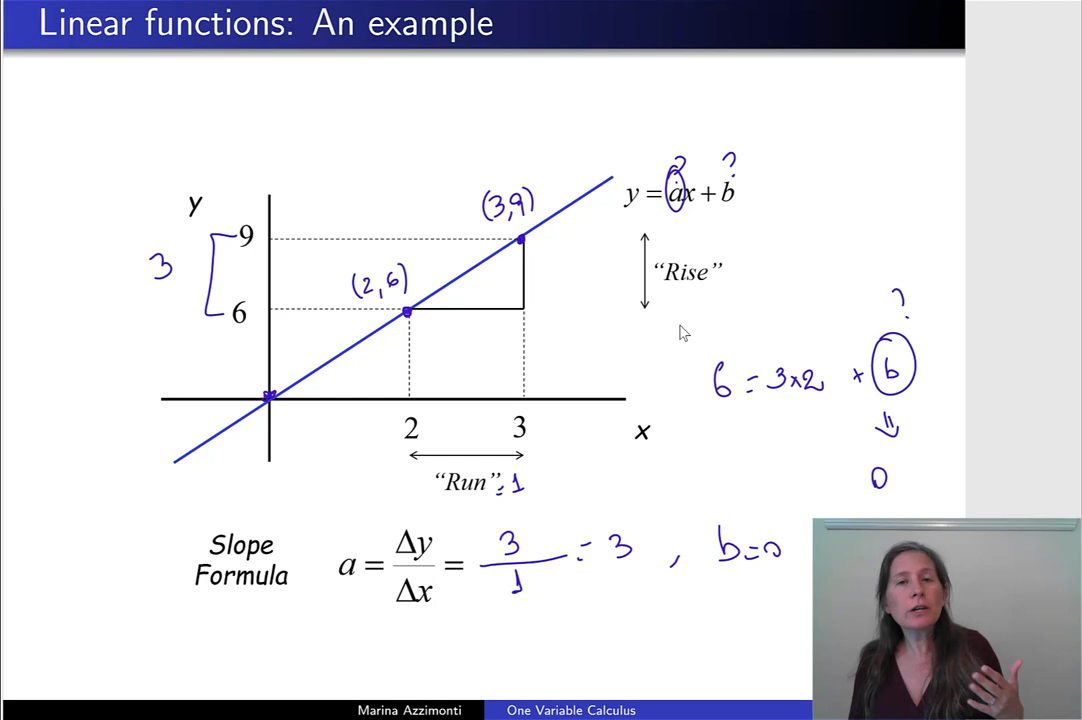 Linear functions: An example
? ?
y = ax + b
(3,9)
y
9
3
(2,6)
"Rise"
6
?
6 = 3×2 + b
2 3 x
⇓
"Run" = 1
0
Slope
Formula
a = Δy/Δx = 3/1 = 3 , b=0
Marina Azzimonti One Variable Calculus